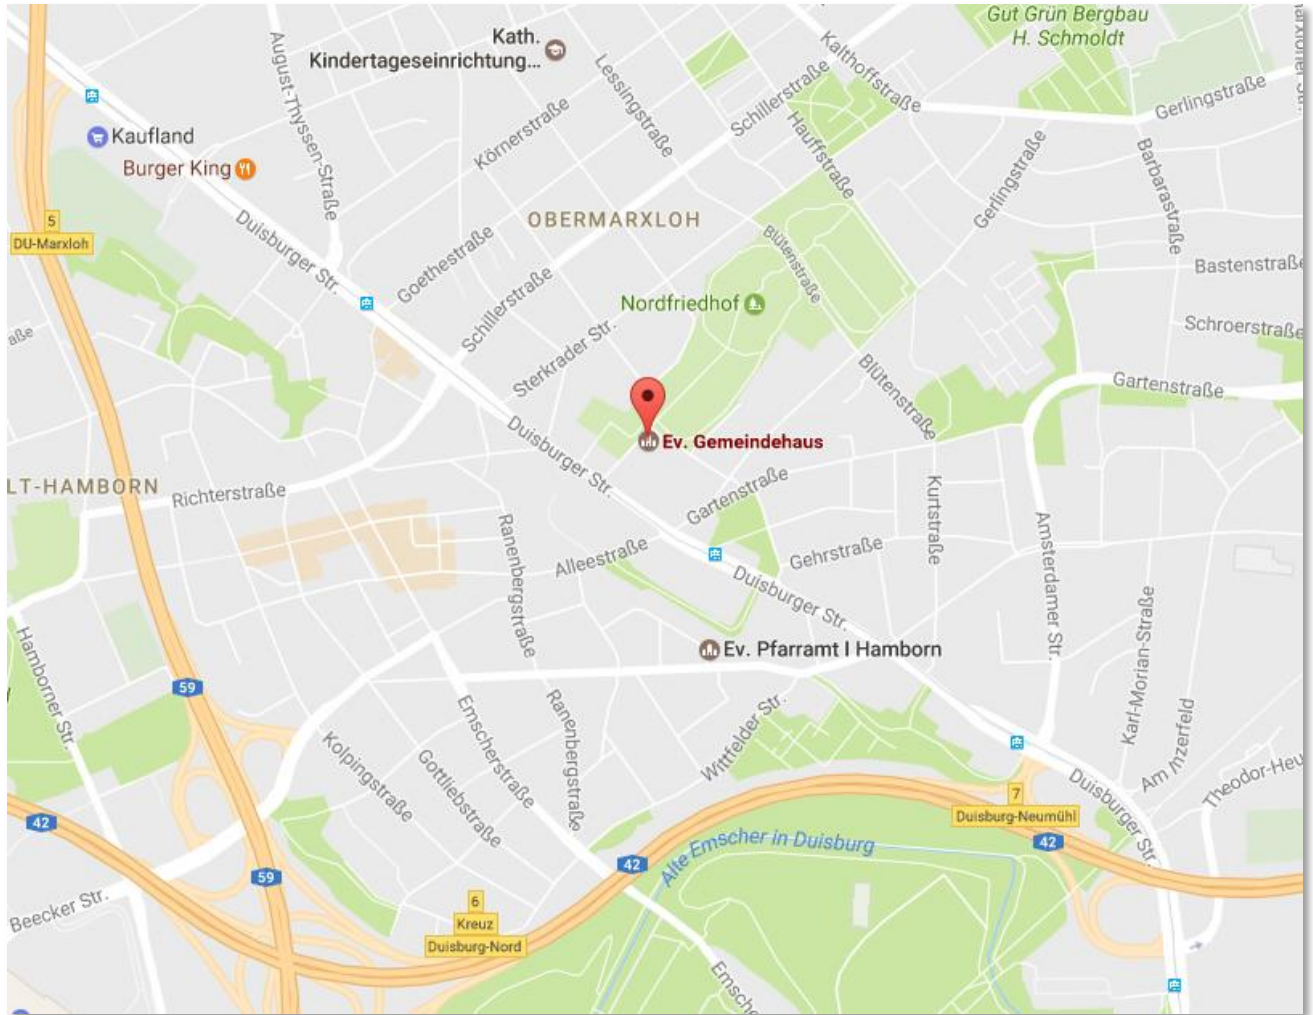 Gut Grün Bergbau
H. Schmoldt
Kath.
Kindertageseinrichtung...
August-Thyssen-Straße
Lessingstraße
Kalthoffstraße
Schillerstraße
Gerlingstraße
Kaufland
Burger King
Körnerstraße
Hauffstraße
Gerlingstraße
Barbarastraße
5
DU-Marxloh
Duisburger Str.
OBERMARXLOH
Goethestraße
Blütenstraße
Bastenstraße
Schillerstraße
Nordfriedhof
aße
Sterkrader Str.
Schroerstraße
Blütenstraße
Gartenstraße
Duisburger Str.
Ev. Gemeindehaus
LT-HAMBORN
Richterstraße
Gartenstraße
Kurtstraße
Ranenbergstraße
Alleestraße
Gehrstraße
Amsterdamer Str.
Duisburger Str.
Karl-Morian-Straße
Hamborner Str.
Ev. Pfarramt I Hamborn
59
Emscherstraße
Ranenbergstraße
Wittfelder Str.
Kolpingstraße
Gottliebstraße
Am Inzerfeld
Theodor-Heu
Duisburger Str.
7
Duisburg-Neumühl
42
42
42
Alte Emscher in Duisburg
59
Beecker Str.
6
Kreuz
Duisburg-Nord
Emsche